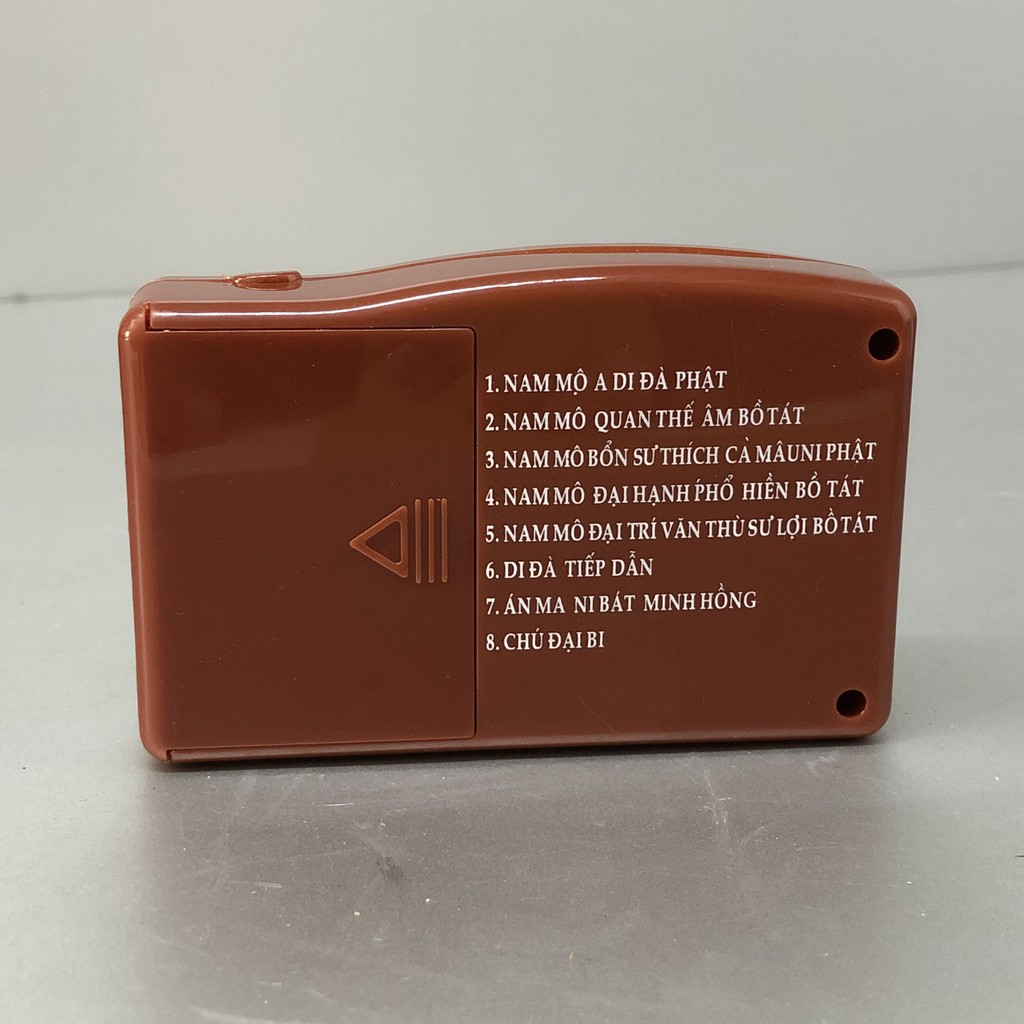 1. NAM MÔ A DI ĐÀ PHẬT
2. NAM MÔ QUAN THẾ ÂM BỒ TÁT
3. NAM MÔ BỔN SƯ THÍCH CÀ MÂUNI PHẬT
4. NAM MÔ ĐẠI HẠNH PHỔ HIỀN BỒ TÁT
5. NAM MÔ ĐẠI TRÍ VĂN THÙ SƯ LỢI BỒ TÁT
6. DI ĐÀ TIẾP DẪN
7. ÁN MA NI BÁT MINH HỒNG
8. CHÚ ĐẠI BI